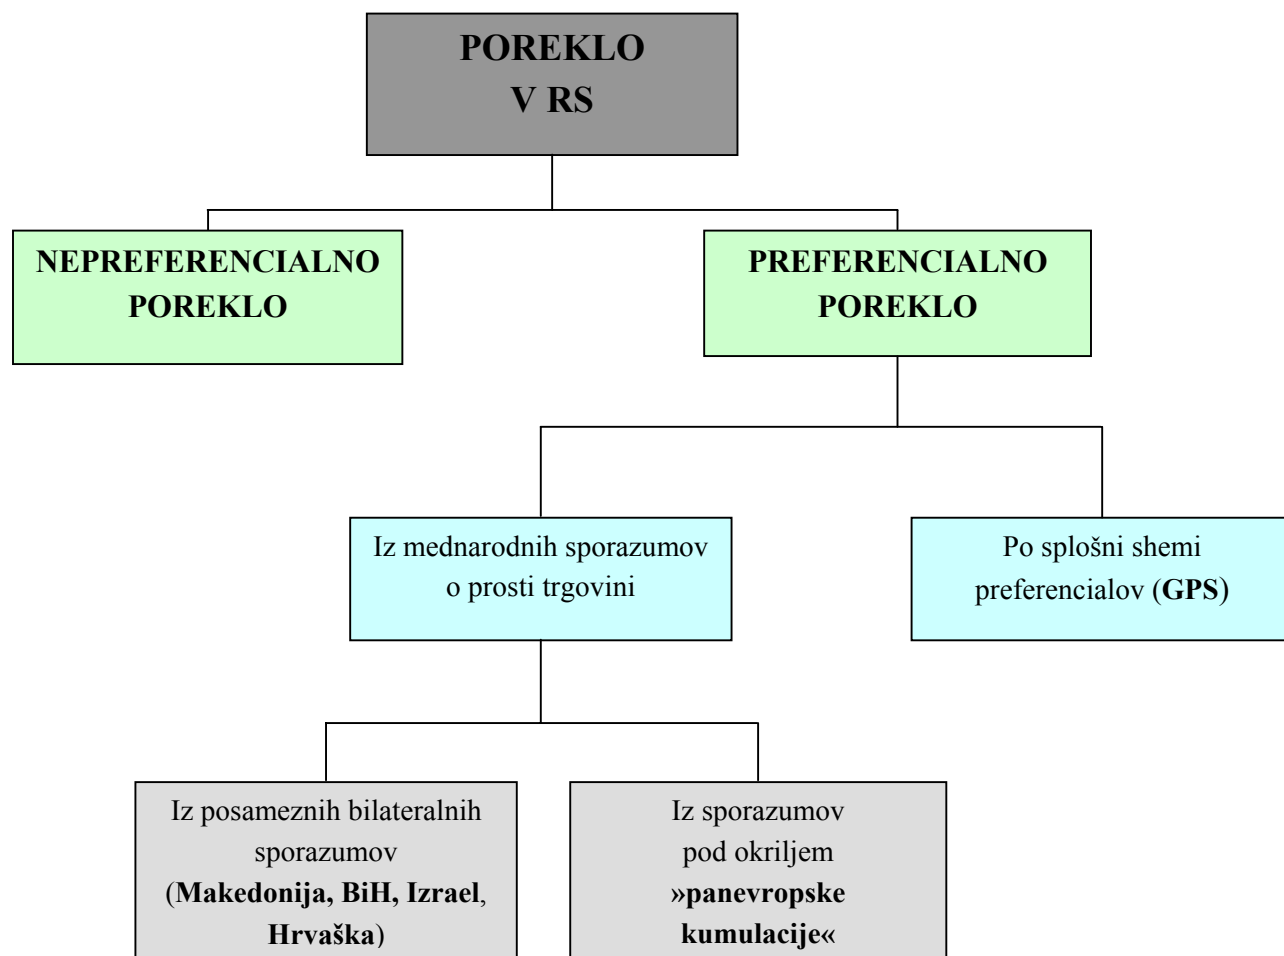 POREKLO
V RS
NEPREFERENCIALNO
POREKLO
PREFERENCIALNO
POREKLO
Iz mednarodnih sporazumov
o prosti trgovini
Po splošni shemi
preferencialov (GPS)
Iz posameznih bilateralnih
sporazumov
(Makedonija, BiH, Izrael,
Hrvaška)
Iz sporazumov
pod okriljem
»panevropske
kumulacije«